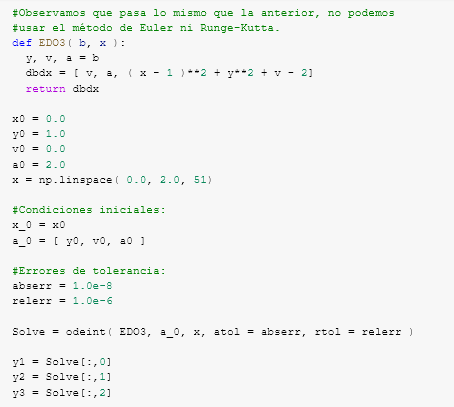 #Observamos que pasa lo mismo que la anterior, no podemos
#usar el método de Euler ni Runge-Kutta.
def EDO3( b, x ):
  y, v, a = b
  dbdx = [ v, a, ( x - 1 )**2 + y**2 + v - 2]
  return dbdx

x0 = 0.0
y0 = 1.0
v0 = 0.0
a0 = 2.0
x = np.linspace( 0.0, 2.0, 51)

#Condiciones iniciales:
x_0 = x0
a_0 = [ y0, v0, a0 ]

#Errores de tolerancia:
abserr = 1.0e-8
relerr = 1.0e-6

Solve = odeint( EDO3, a_0, x, atol = abserr, rtol = relerr )

y1 = Solve[:,0]
y2 = Solve[:,1]
y3 = Solve[:,2]